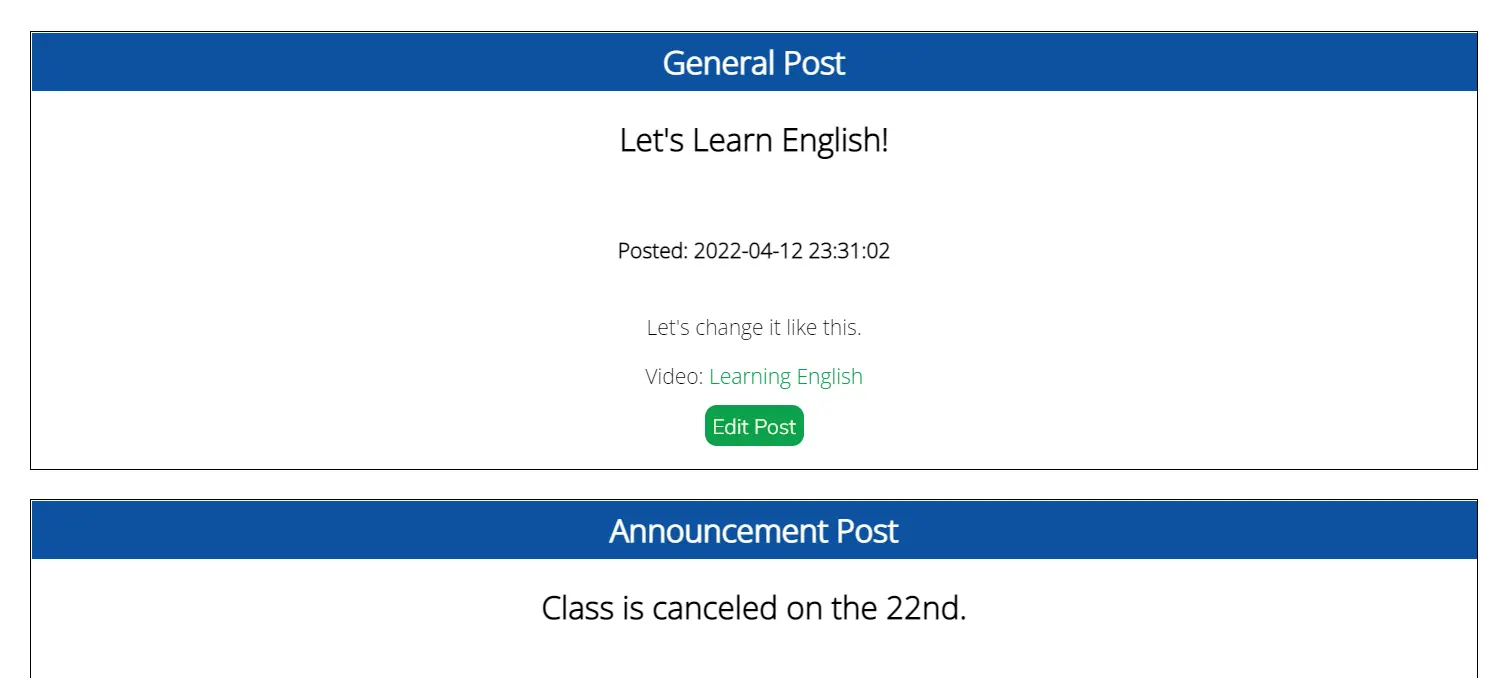 General Post
Let's Learn English!
Posted: 2022-04-12 23:31:02
Let's change it like this.
Video: Learning English
Edit Post
Announcement Post
Class is canceled on the 22nd.